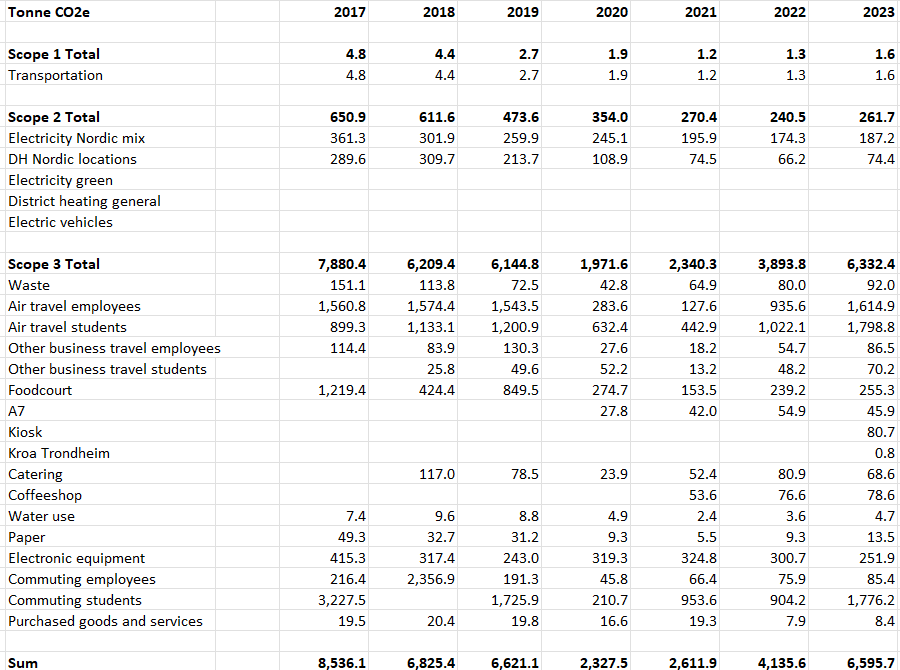 Tonne CO2e 2017 2018 2019 2020 2021 2022 2023
Scope 1 Total 4.8 4.4 2.7 1.9 1.2 1.3 1.6
Transportation 4.8 4.4 2.7 1.9 1.2 1.3 1.6
Scope 2 Total 650.9 611.6 473.6 354.0 270.4 240.5 261.7
Electricity Nordic mix 361.3 301.9 259.9 245.1 195.9 174.3 187.2
DH Nordic locations 289.6 309.7 213.7 108.9 74.5 66.2 74.4
Electricity green
District heating general
Electric vehicles
Scope 3 Total 7,880.4 6,209.4 6,144.8 1,971.6 2,340.3 3,893.8 6,332.4
Waste 151.1 113.8 72.5 42.8 64.9 80.0 92.0
Air travel employees 1,560.8 1,574.4 1,543.5 283.6 127.6 935.6 1,614.9
Air travel students 899.3 1,133.1 1,200.9 632.4 442.9 1,022.1 1,798.8
Other business travel employees 114.4 83.9 130.3 27.6 18.2 54.7 86.5
Other business travel students 25.8 49.6 52.2 13.2 48.2 70.2
Foodcourt 1,219.4 424.4 849.5 274.7 153.5 239.2 255.3
A7 27.8 42.0 54.9 45.9
Kiosk 80.7
Kroa Trondheim 0.8
Catering 117.0 78.5 23.9 52.4 80.9 68.6
Coffeeshop 53.6 76.6 78.6
Water use 7.4 9.6 8.8 4.9 2.4 3.6 4.7
Paper 49.3 32.7 31.2 9.3 5.5 9.3 13.5
Electronic equipment 415.3 317.4 243.0 319.3 324.8 300.7 251.9
Commuting employees 216.4 2,356.9 191.3 45.8 66.4 75.9 85.4
Commuting students 3,227.5 1,725.9 210.7 953.6 904.2 1,776.2
Purchased goods and services 19.5 20.4 19.8 16.6 19.3 7.9 8.4
Sum 8,536.1 6,825.4 6,621.1 2,327.5 2,611.9 4,135.6 6,595.7